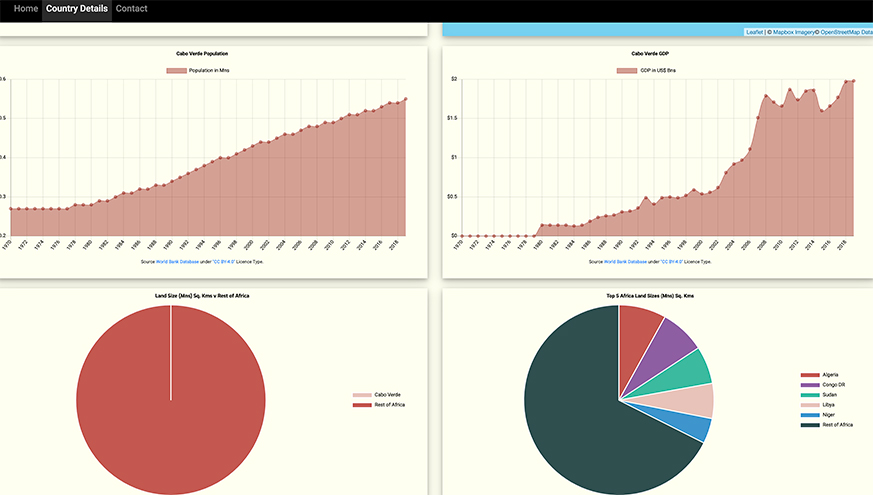 Home Country Details Contact
Leaflet | © Mapbox Imagery© OpenStreetMap Data
Cabo Verde Population
Population in Mns
0.6
0.5
0.4
0.3
0.2
1970 1972 1974 1976 1978 1980 1982 1984 1986 1988 1990 1992 1994 1996 1998 2000 2002 2004 2006 2008 2010 2012 2014 2016 2018
Source World Bank Database under "CC BY-4.0" Licence Type.
Cabo Verde GDP
GDP in US$ Bns
$2
$1.5
$1
$0.5
$0
1970 1972 1974 1976 1978 1980 1982 1984 1986 1988 1990 1992 1994 1996 1998 2000 2002 2004 2006 2008 2010 2012 2014 2016 2018
Source World Bank Database under "CC BY-4.0" Licence Type.
Land Size (Mns) Sq. Kms v Rest of Africa
Cabo Verde
Rest of Africa
Top 5 Africa Land Sizes (Mns) Sq. Kms
Algeria
Congo DR
Sudan
Libya
Niger
Rest of Africa